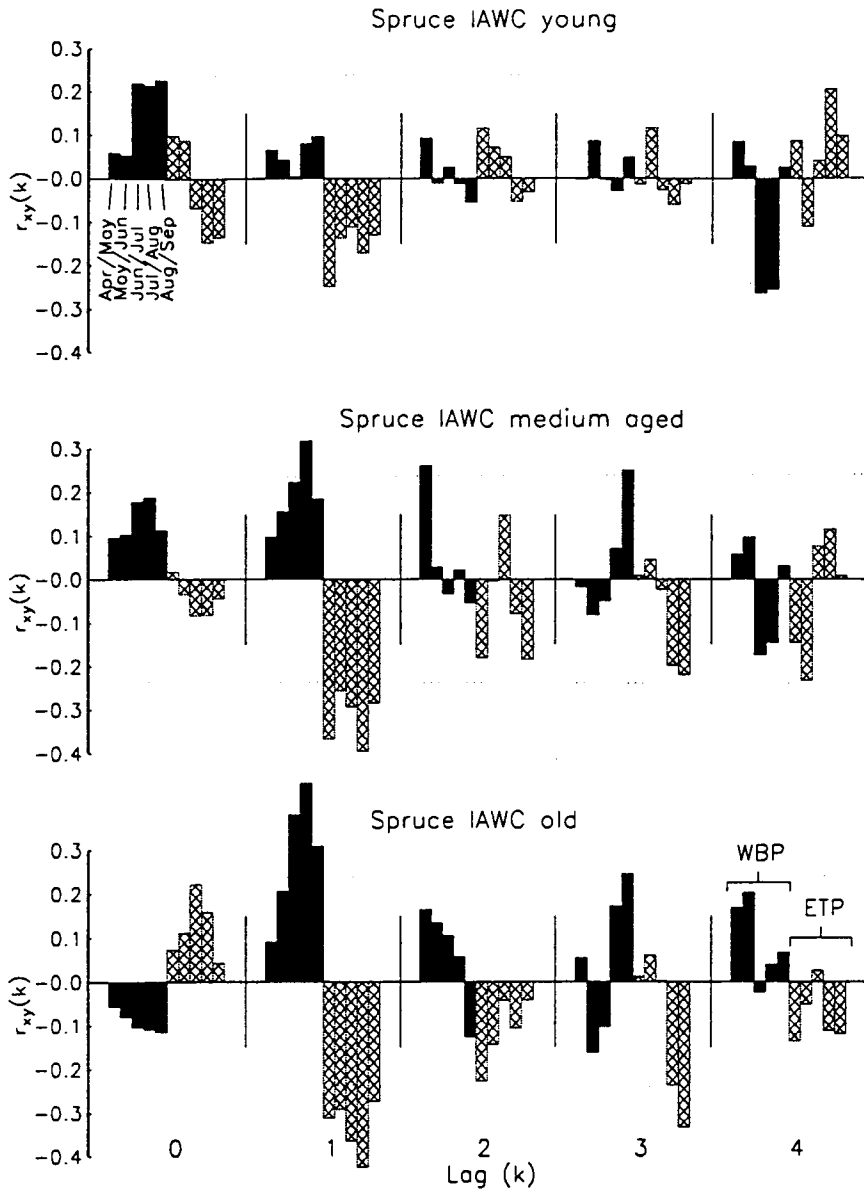 Spruce IAWC young
0.3
0.2
0.1
-0.0
-0.1
-0.2
-0.3
-0.4
r_xy(k)
Apr/May
May/Jun
Jun/Jul
Jul/Aug
Aug/Sep
Spruce IAWC medium aged
0.3
0.2
0.1
-0.0
-0.1
-0.2
-0.3
-0.4
r_xy(k)
Spruce IAWC old
0.3
0.2
0.1
-0.0
-0.1
-0.2
-0.3
-0.4
r_xy(k)
WBP
ETP
0 1 2 3 4
Lag (k)